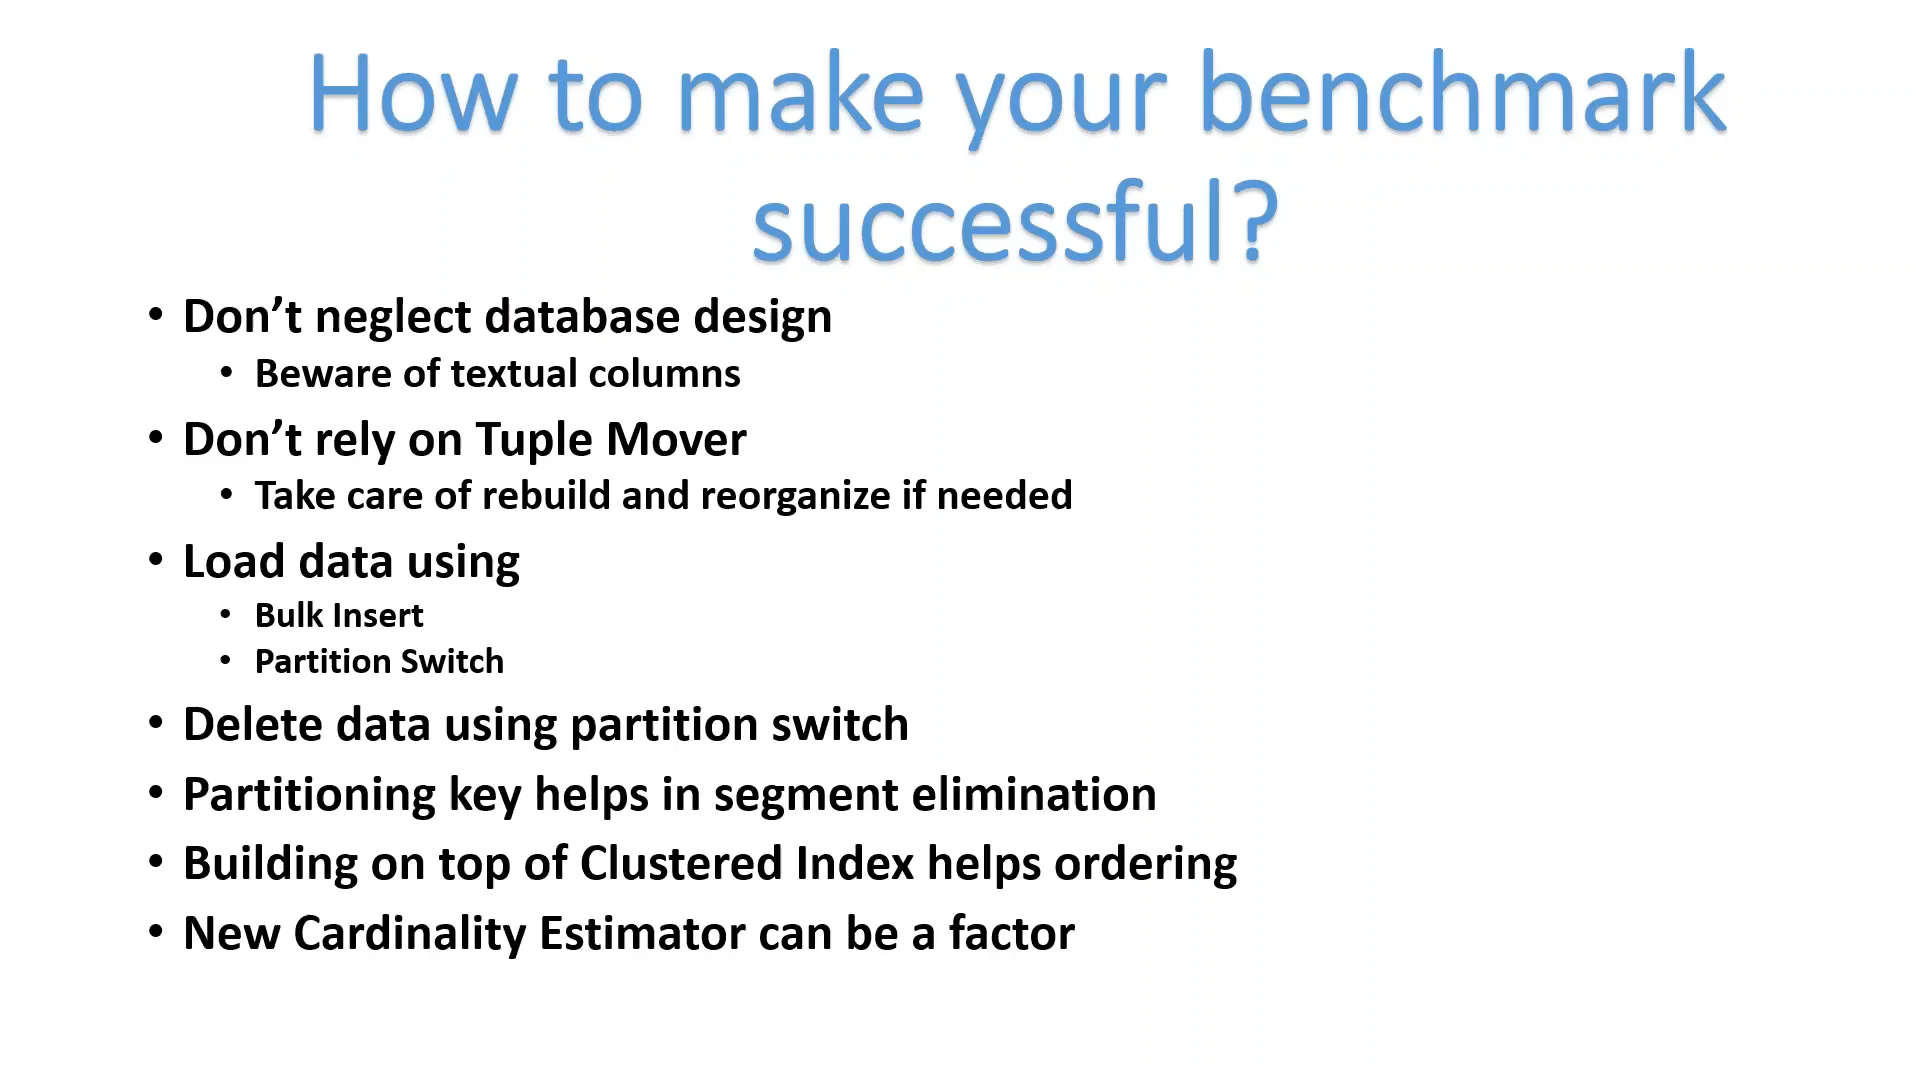 How to make your benchmark
successful?
• Don’t neglect database design
• Beware of textual columns
• Don’t rely on Tuple Mover
• Take care of rebuild and reorganize if needed
• Load data using
• Bulk Insert
• Partition Switch
• Delete data using partition switch
• Partitioning key helps in segment elimination
• Building on top of Clustered Index helps ordering
• New Cardinality Estimator can be a factor